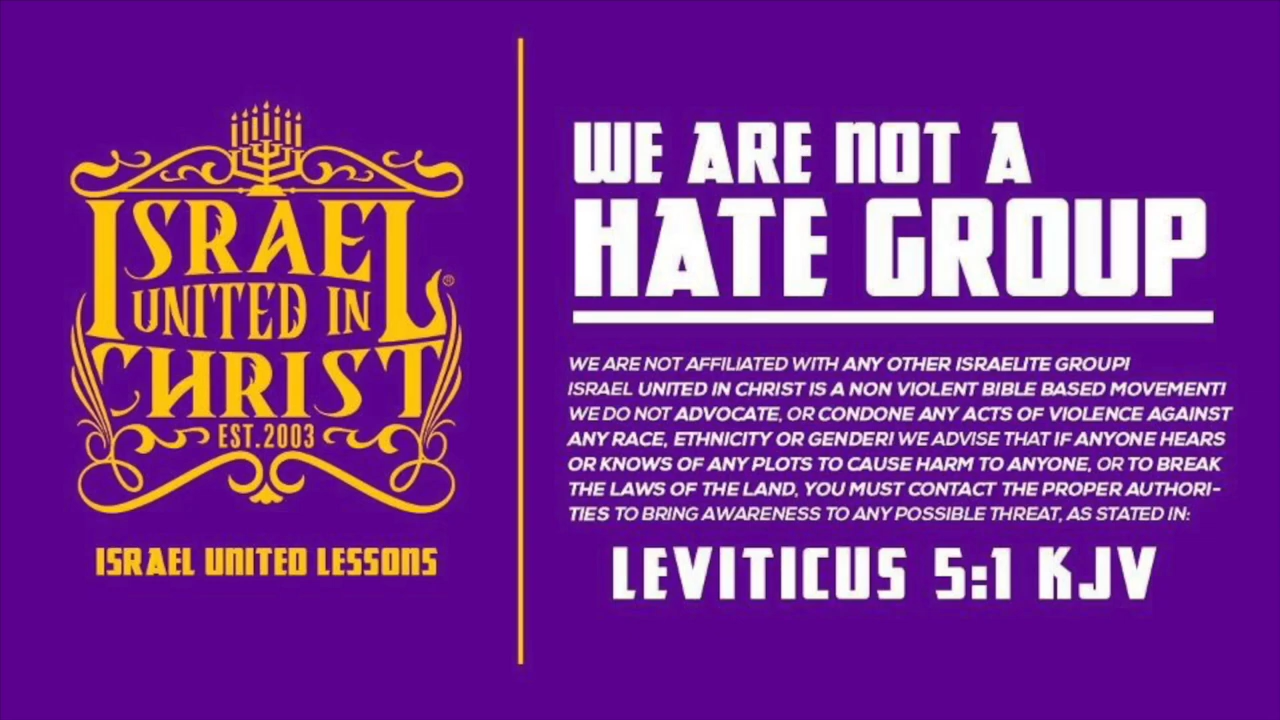 ISRAEL
UNITED IN
CHRIST
EST.2003
ISRAEL UNITED LESSONS
WE ARE NOT A
HATE GROUP
WE ARE NOT AFFILIATED WITH ANY OTHER ISRAELITE GROUP!
ISRAEL UNITED IN CHRIST IS A NON VIOLENT BIBLE BASED MOVEMENT!
WE DO NOT ADVOCATE, OR CONDONE ANY ACTS OF VIOLENCE AGAINST
ANY RACE, ETHNICITY OR GENDER! WE ADVISE THAT IF ANYONE HEARS
OR KNOWS OF ANY PLOTS TO CAUSE HARM TO ANYONE, OR TO BREAK
THE LAWS OF THE LAND, YOU MUST CONTACT THE PROPER AUTHORI-
TIES TO BRING AWARENESS TO ANY POSSIBLE THREAT, AS STATED IN:
LEVITICUS 5:1 KJV